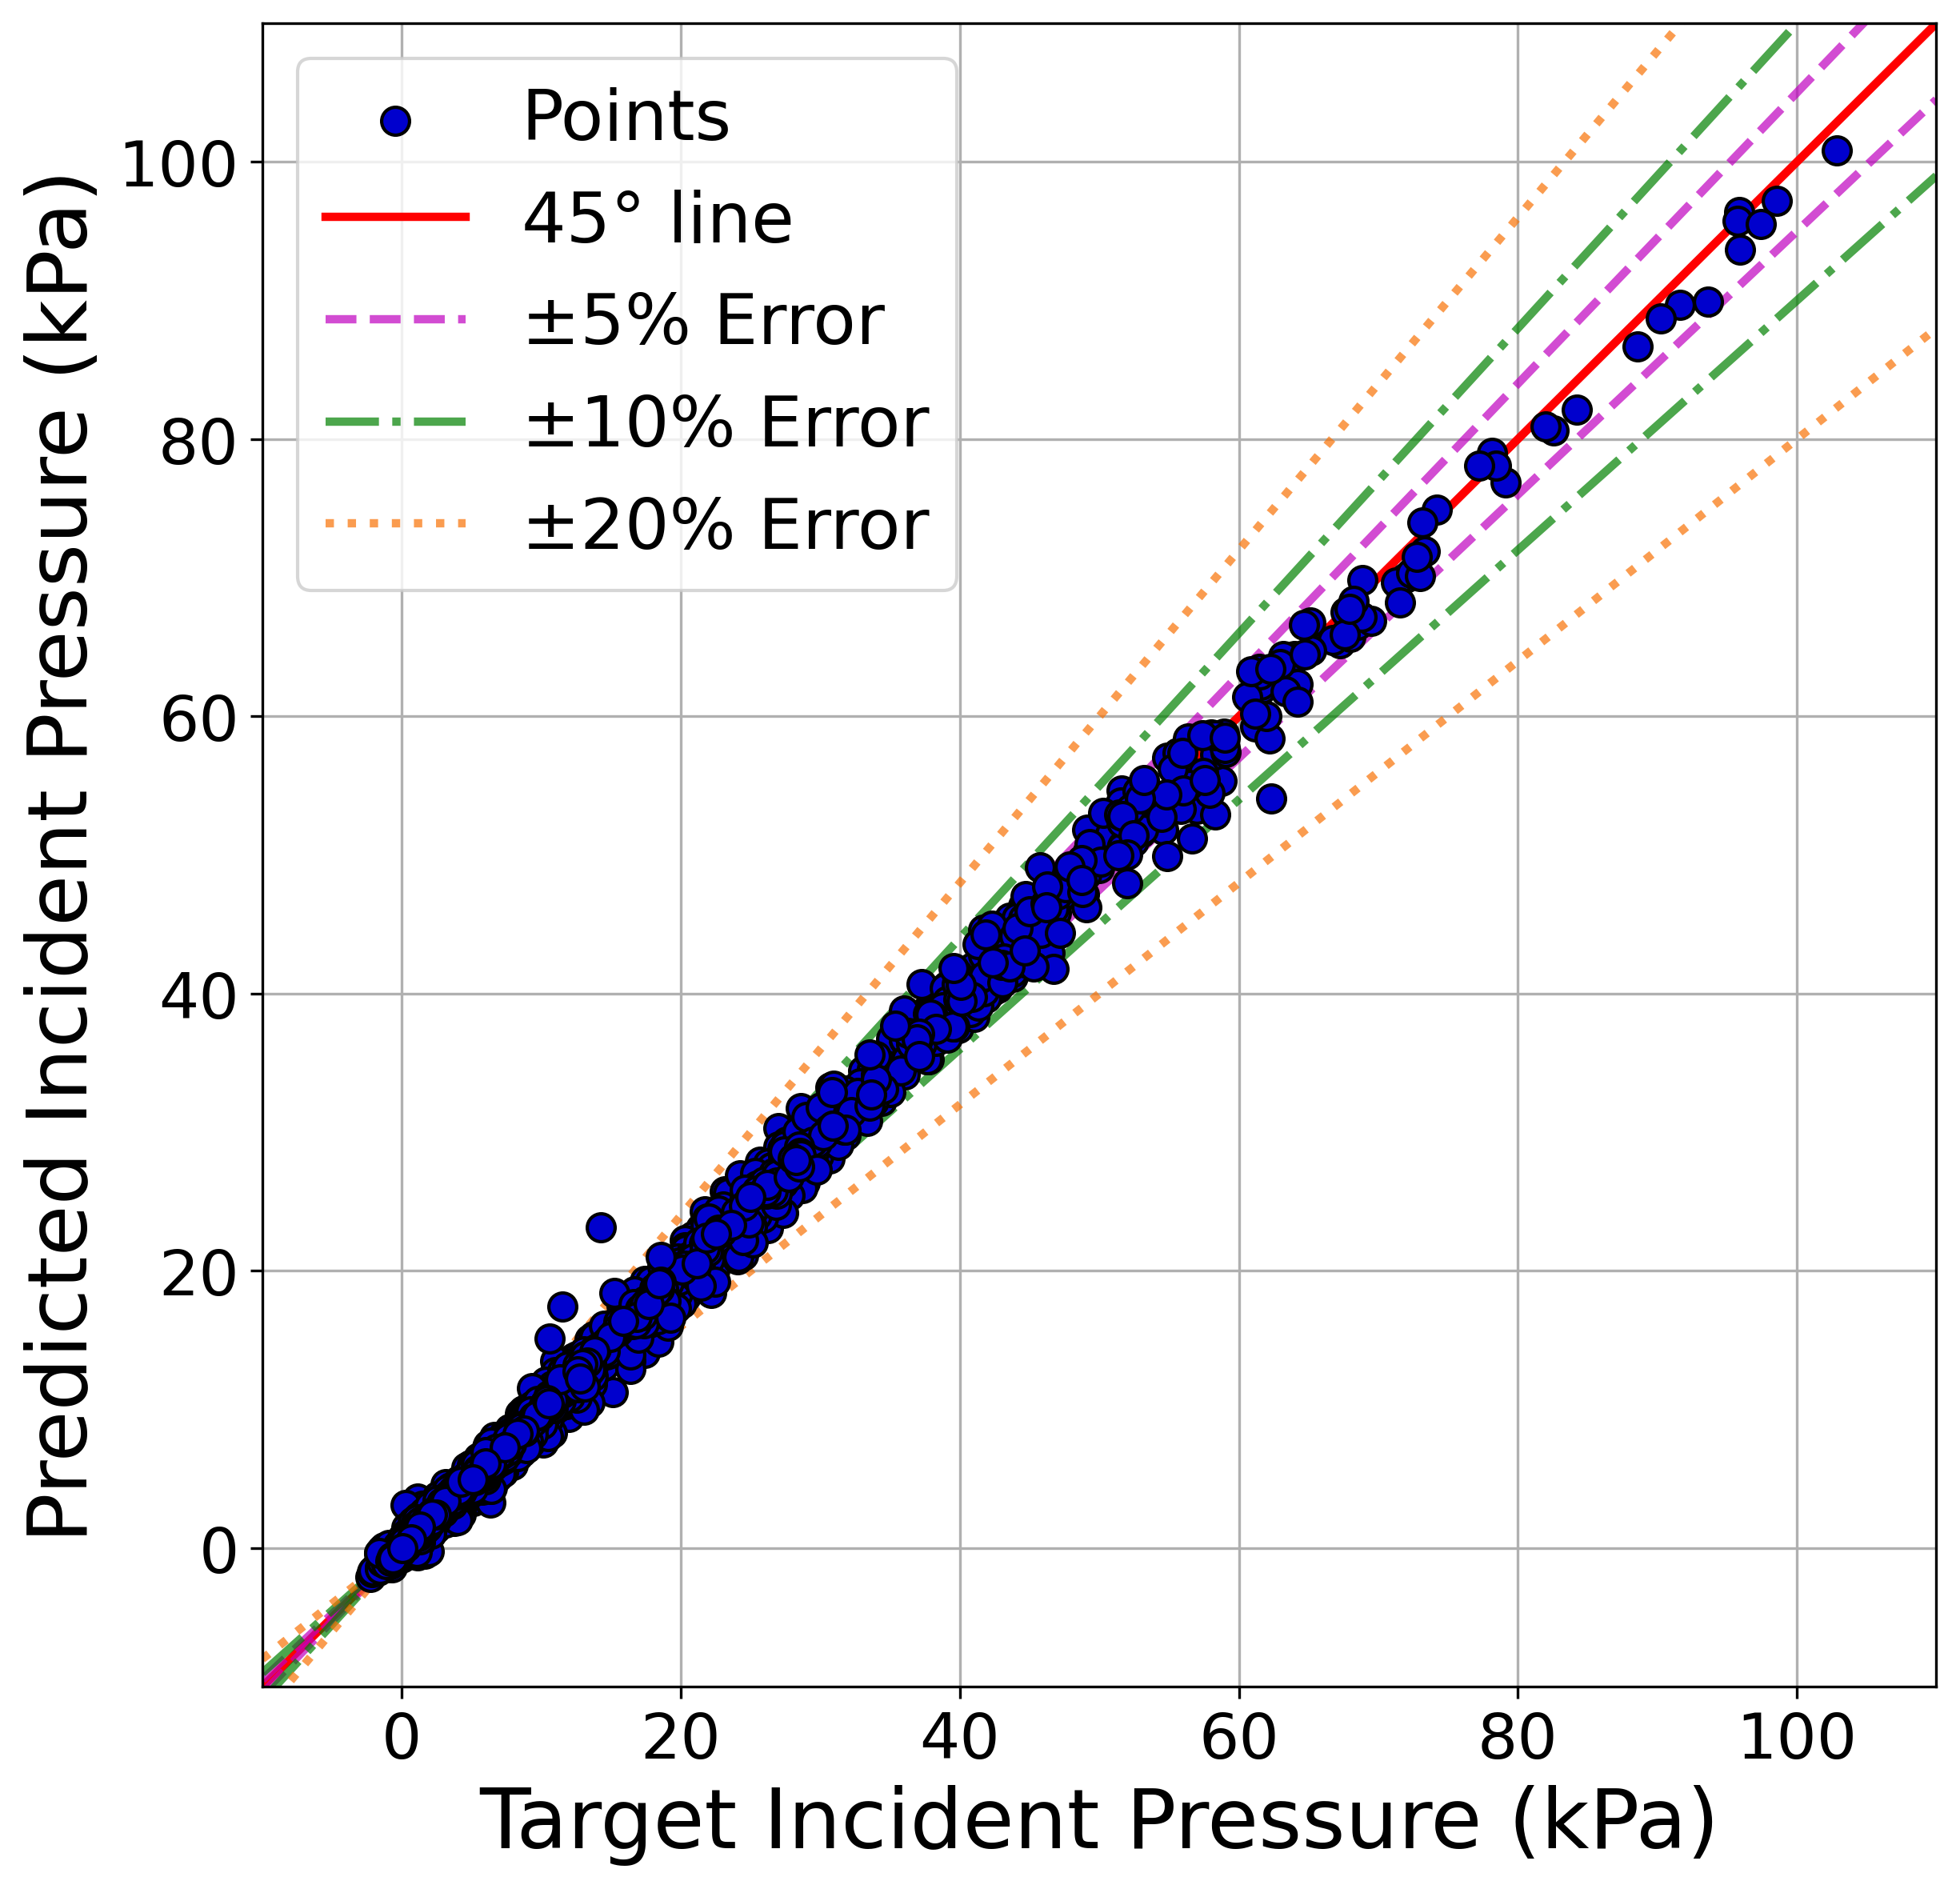 Points
45° line
±5% Error
±10% Error
±20% Error
100
80
60
40
20
0
Predicted Incident Pressure (kPa)
0 20 40 60 80 100
Target Incident Pressure (kPa)